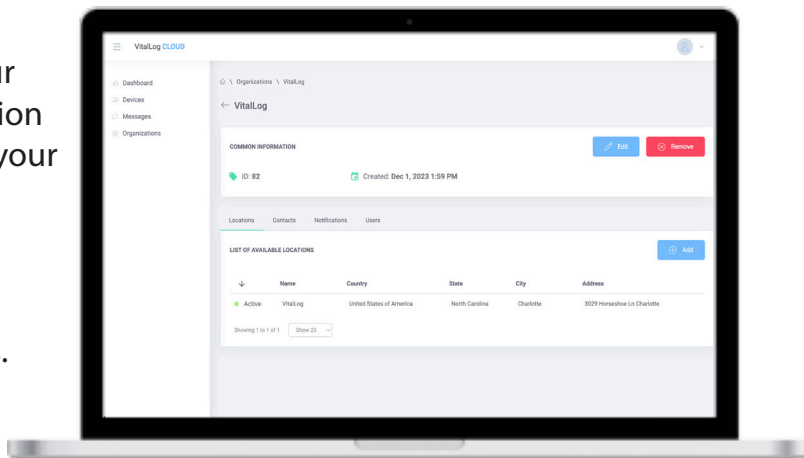 ur
ion
your
.
VitalLog CLOUD
Dashboard
Devices
Messages
Organizations
\ Organizations \ VitalLog
← VitalLog
COMMON INFORMATION
Edit
Remove
ID: 82
Created: Dec 1, 2023 1:59 PM
Locations Contacts Notifications Users
LIST OF AVAILABLE LOCATIONS
Add
↓ Name Country State City Address
Active VitalLog United States of America North Carolina Charlotte 3029 Horseshoe Ln Charlotte
Showing 1 to 1 of 1 Show 25